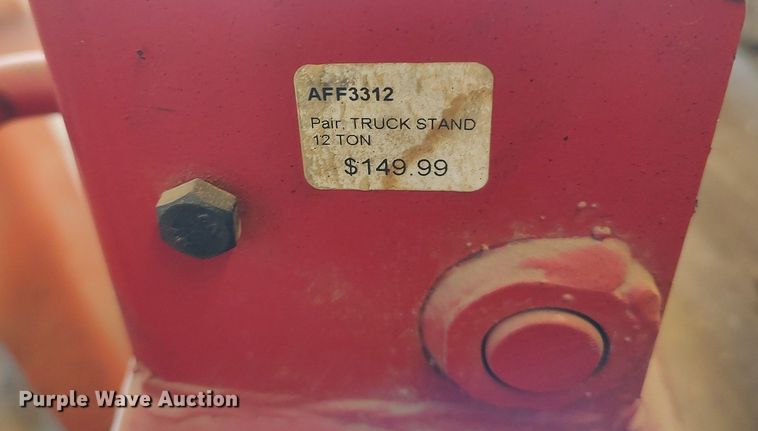 AFF3312
Pair, TRUCK STAND
12 TON
$149.99
Purple Wave Auction